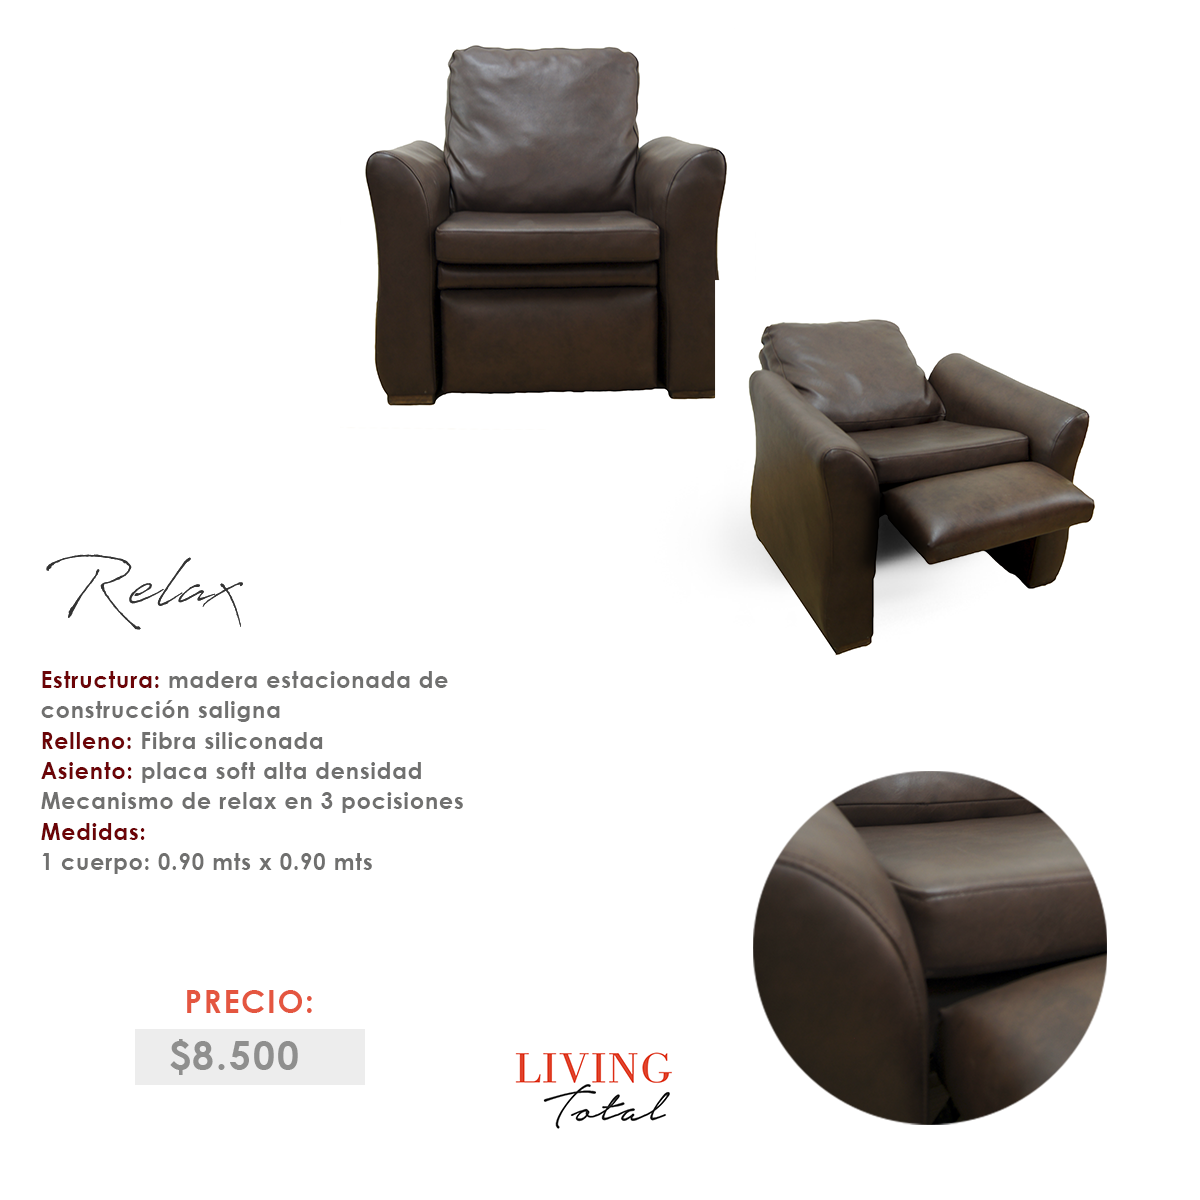 Relax
Estructura: madera estacionada de
construcción saligna
Relleno: Fibra siliconada
Asiento: placa soft alta densidad
Mecanismo de relax en 3 pocisiones
Medidas:
1 cuerpo: 0.90 mts x 0.90 mts
PRECIO:
$8.500
LIVING
Total